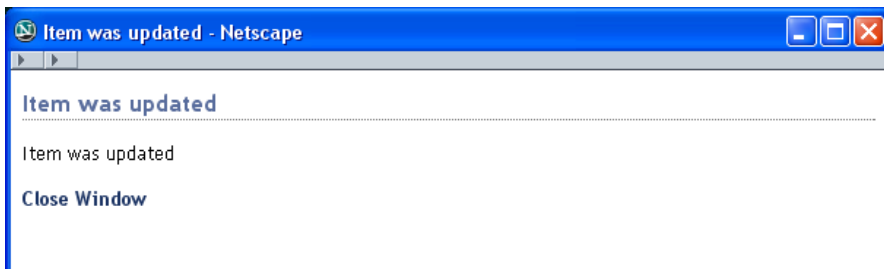 Item was updated - Netscape
Item was updated
Item was updated
Close Window